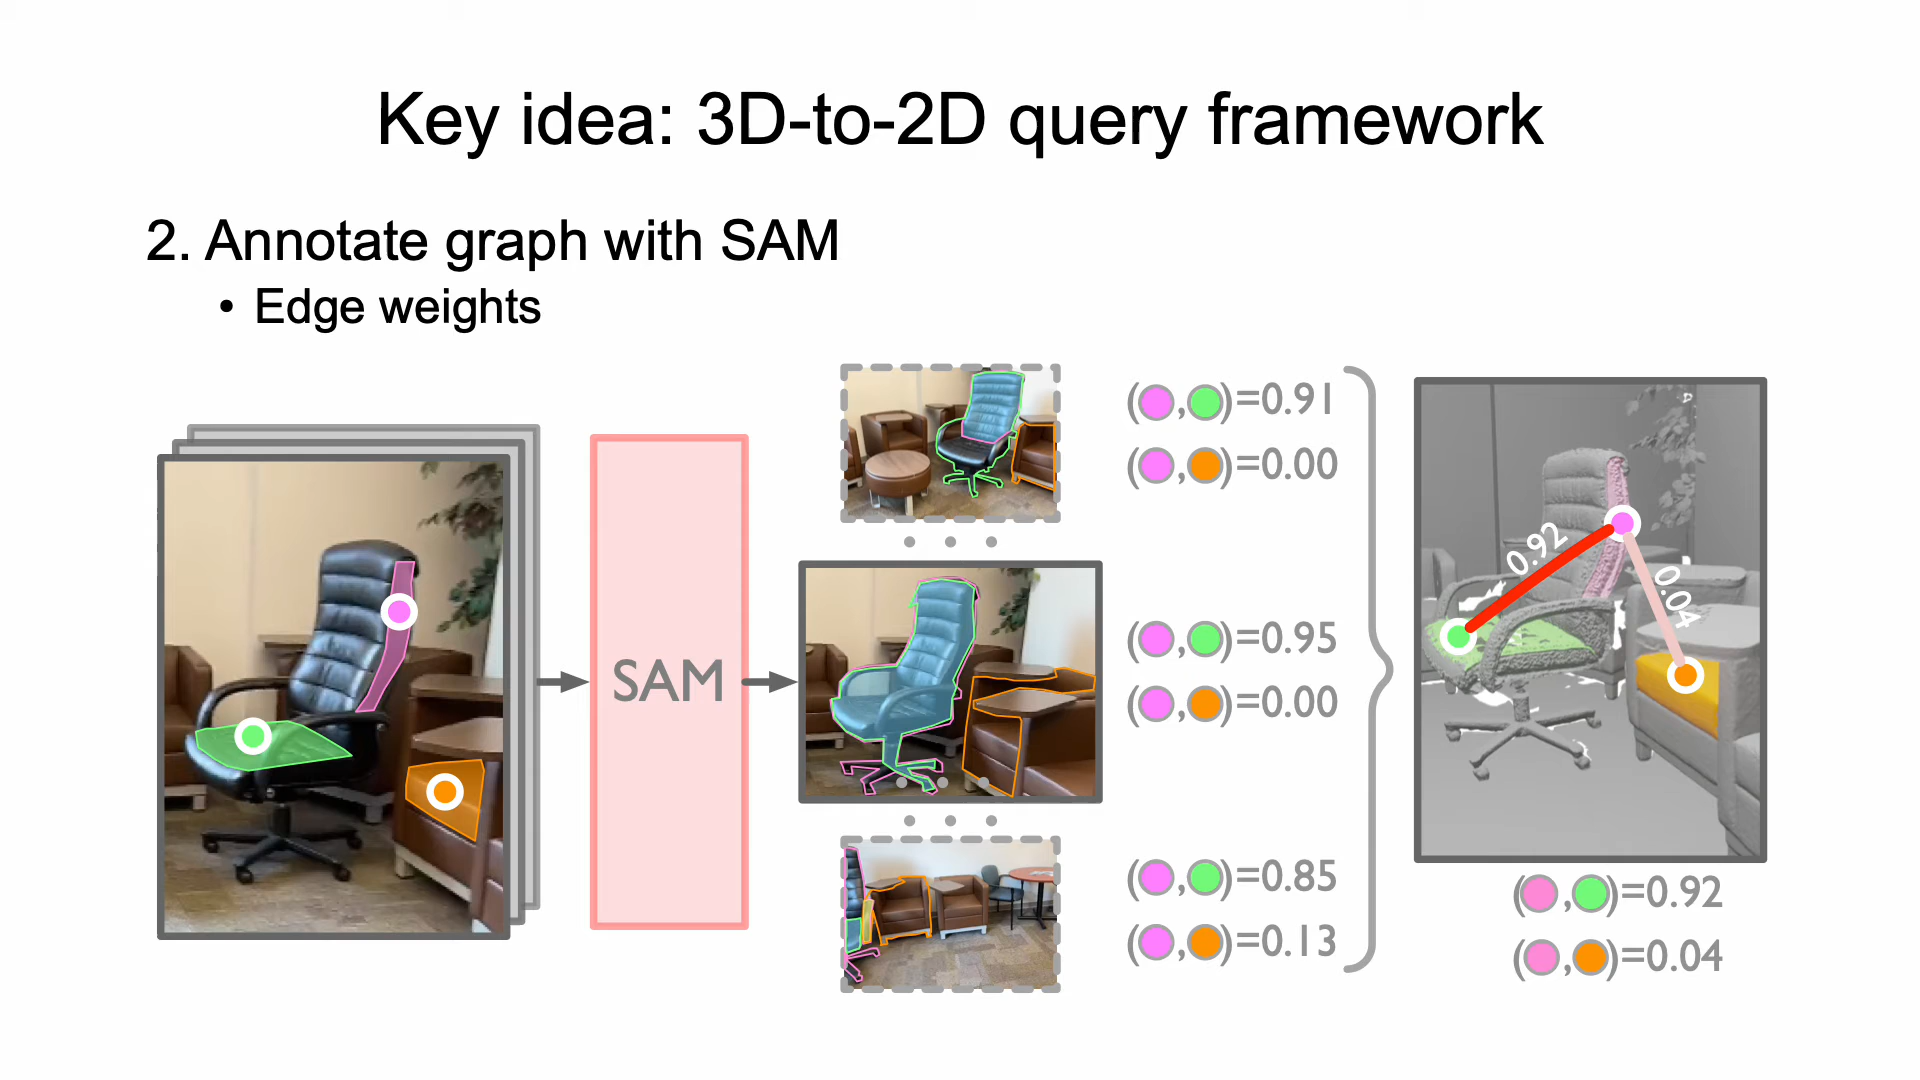 Key idea: 3D-to-2D query framework
2. Annotate graph with SAM
• Edge weights
SAM
( , )=0.91
( , )=0.00
( , )=0.95
( , )=0.00
( , )=0.85
( , )=0.13
0.92
0.04
( , )=0.92
( , )=0.04